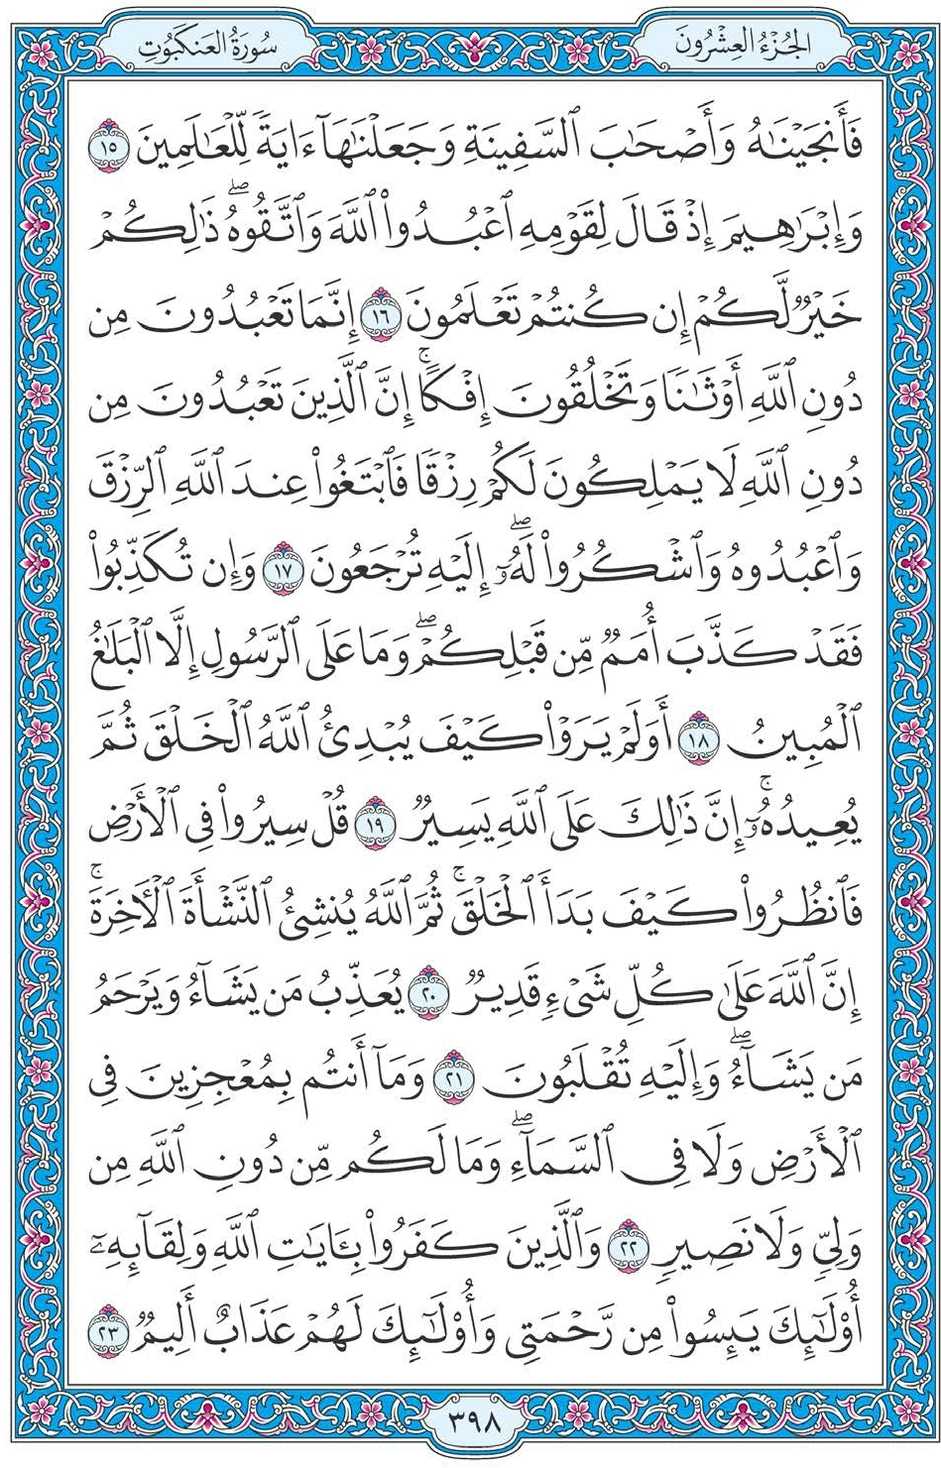 الجُزْءُ العِشْرُونَ
سُورَةُ العَنكَبُوتِ
فَأَنجَيْنَٰهُ وَأَصْحَٰبَ ٱلسَّفِينَةِ وَجَعَلْنَٰهَآ ءَايَةً لِّلْعَٰلَمِينَ ١٥
وَإِبْرَٰهِيمَ إِذْ قَالَ لِقَوْمِهِ ٱعْبُدُوا۟ ٱللَّهَ وَٱتَّقُوهُ ۖ ذَٰلِكُمْ
خَيْرٌ لَّكُمْ إِن كُنتُمْ تَعْلَمُونَ ١٦ إِنَّمَا تَعْبُدُونَ مِن
دُونِ ٱللَّهِ أَوْثَٰنًا وَتَخْلُقُونَ إِفْكًا ۚ إِنَّ ٱلَّذِينَ تَعْبُدُونَ مِن
دُونِ ٱللَّهِ لَا يَمْلِكُونَ لَكُمْ رِزْقًا فَٱبْتَغُوا۟ عِندَ ٱللَّهِ ٱلرِّزْقَ
وَٱعْبُدُوهُ وَٱشْكُرُوا۟ لَهُۥٓ ۖ إِلَيْهِ تُرْجَعُونَ ١٧ وَإِن تُكَذِّبُوا۟
فَقَدْ كَذَّبَ أُمَمٌ مِّن قَبْلِكُمْ ۖ وَمَا عَلَى ٱلرَّسُولِ إِلَّا ٱلْبَلَٰغُ
ٱلْمُبِينُ ١٨ أَوَلَمْ يَرَوْا۟ كَيْفَ يُبْدِئُ ٱللَّهُ ٱلْخَلْقَ ثُمَّ
يُعِيدُهُۥٓ ۚ إِنَّ ذَٰلِكَ عَلَى ٱللَّهِ يَسِيرٌ ١٩ قُلْ سِيرُوا۟ فِى ٱلْأَرْضِ
فَٱنظُرُوا۟ كَيْفَ بَدَأَ ٱلْخَلْقَ ۚ ثُمَّ ٱللَّهُ يُنشِئُ ٱلنَّشْأَةَ ٱلْءَاخِرَةَ ۚ
إِنَّ ٱللَّهَ عَلَىٰ كُلِّ شَىْءٍ قَدِيرٌ ٢٠ يُعَذِّبُ مَن يَشَآءُ وَيَرْحَمُ
مَن يَشَآءُ ۖ وَإِلَيْهِ تُقْلَبُونَ ٢١ وَمَآ أَنتُم بِمُعْجِزِينَ فِى
ٱلْأَرْضِ وَلَا فِى ٱلسَّمَآءِ ۖ وَمَا لَكُم مِّن دُونِ ٱللَّهِ مِن
وَلِىٍّ وَلَا نَصِيرٍ ٢٢ وَٱلَّذِينَ كَفَرُوا۟ بِـَٔايَٰتِ ٱللَّهِ وَلِقَآئِهِۦٓ
أُو۟لَٰٓئِكَ يَئِسُوا۟ مِن رَّحْمَتِى وَأُو۟لَٰٓئِكَ لَهُمْ عَذَابٌ أَلِيمٌ ٢٣
٣٩٨